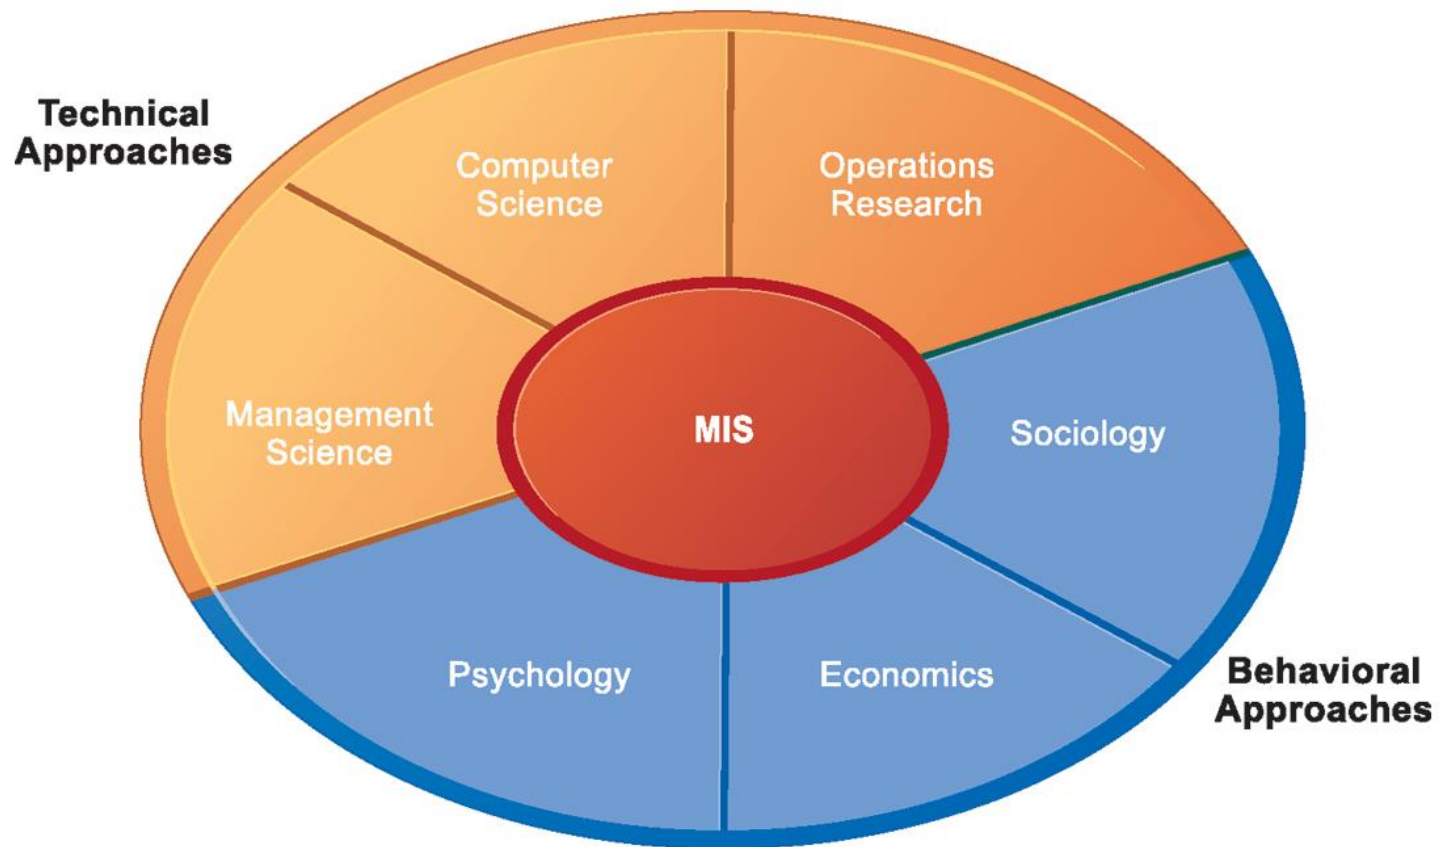 Technical
Approaches
Computer
Science
Operations
Research
Management
Science
MIS
Sociology
Psychology
Economics
Behavioral
Approaches